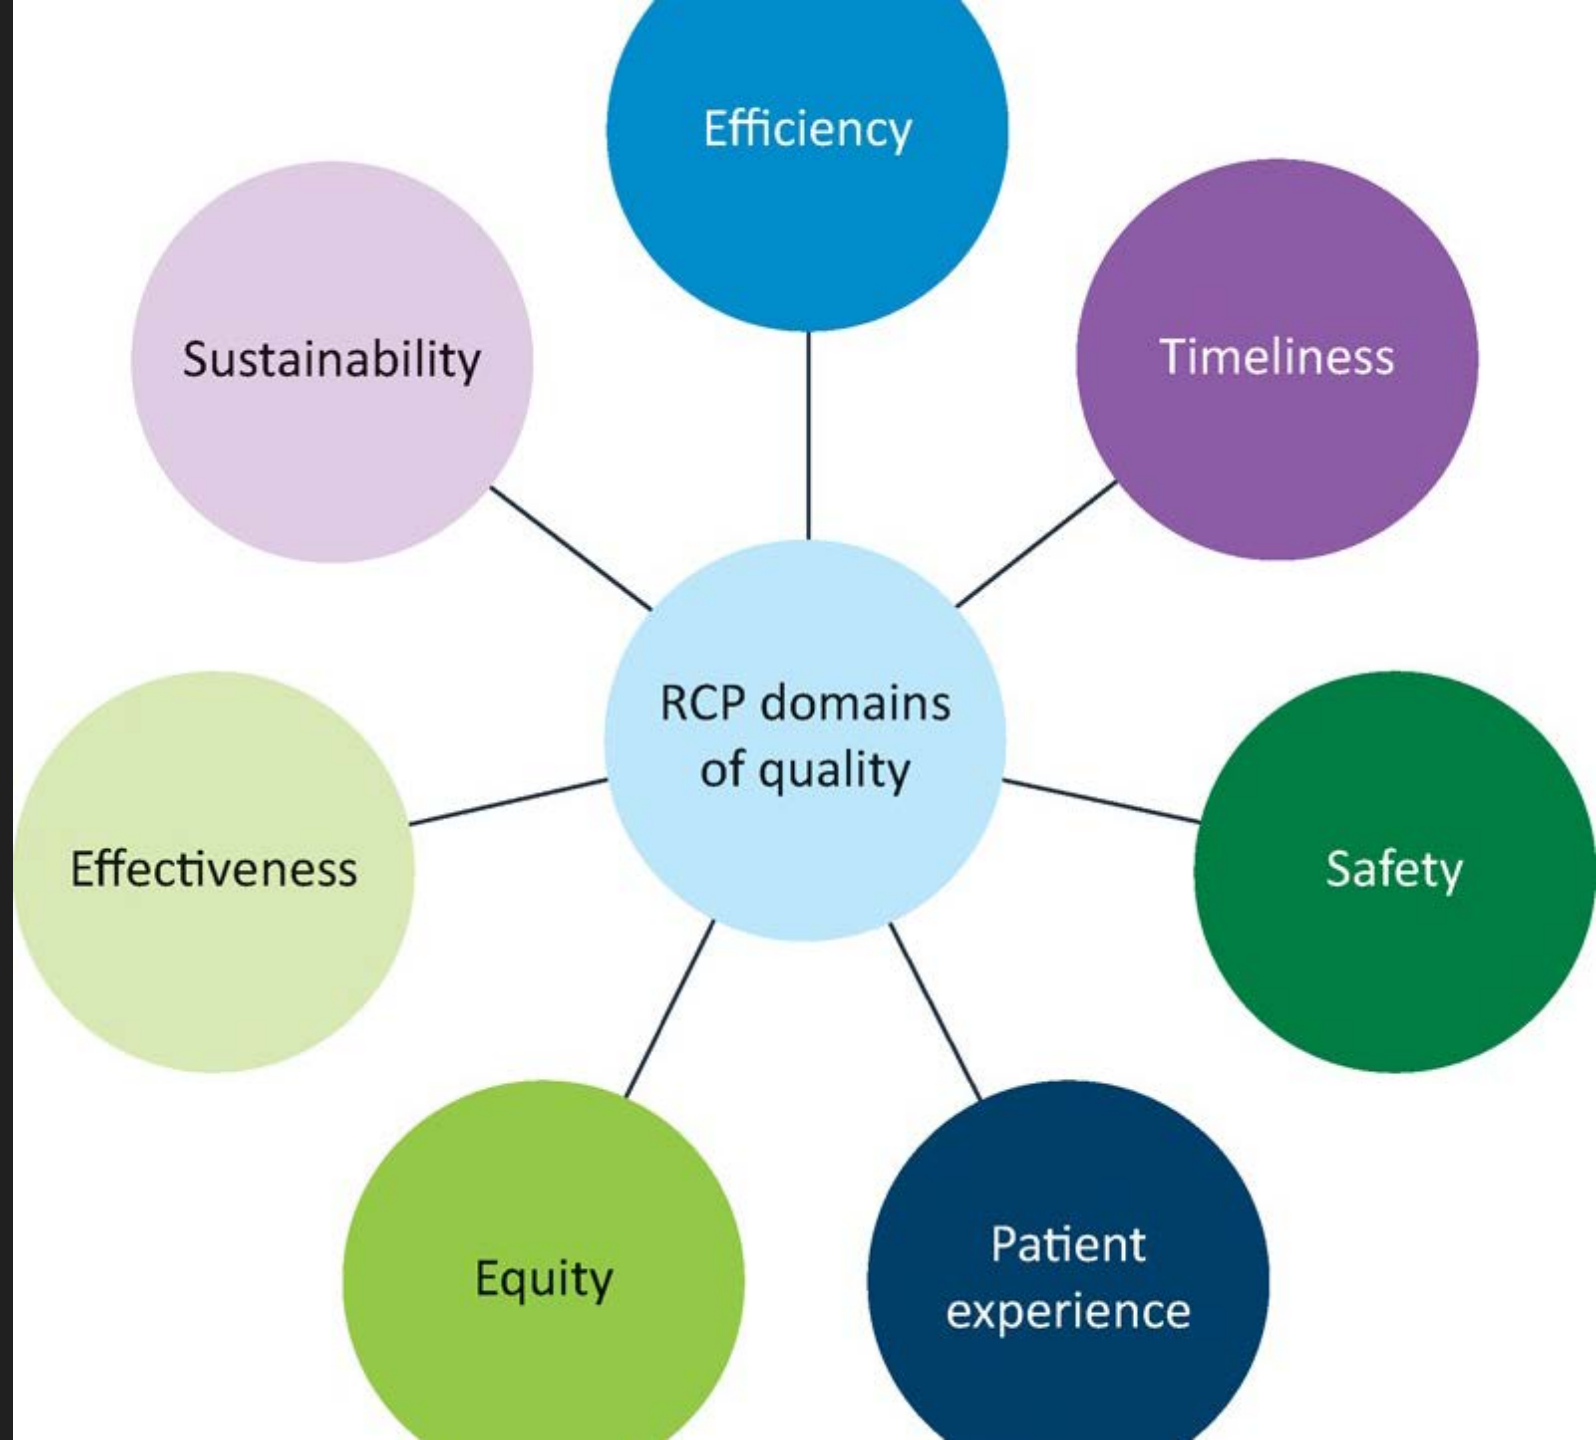 Efficiency
Sustainability
Timeliness
RCP domains
of quality
Effectiveness
Safety
Equity
Patient
experience